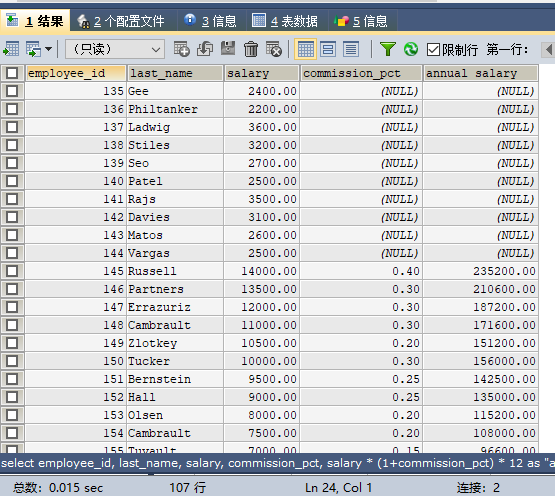 1 结果 2 个配置文件 3 信息 4 表数据 5 信息
（只读） 限制行 第一行:
employee_id last_name salary commission_pct annual salary
135 Gee 2400.00 (NULL) (NULL)
136 Philtanker 2200.00 (NULL) (NULL)
137 Ladwig 3600.00 (NULL) (NULL)
138 Stiles 3200.00 (NULL) (NULL)
139 Seo 2700.00 (NULL) (NULL)
140 Patel 2500.00 (NULL) (NULL)
141 Rajs 3500.00 (NULL) (NULL)
142 Davies 3100.00 (NULL) (NULL)
143 Matos 2600.00 (NULL) (NULL)
144 Vargas 2500.00 (NULL) (NULL)
145 Russell 14000.00 0.40 235200.00
146 Partners 13500.00 0.30 210600.00
147 Errazuriz 12000.00 0.30 187200.00
148 Cambrault 11000.00 0.30 171600.00
149 Zlotkey 10500.00 0.20 151200.00
150 Tucker 10000.00 0.30 156000.00
151 Bernstein 9500.00 0.25 142500.00
152 Hall 9000.00 0.25 135000.00
153 Olsen 8000.00 0.20 115200.00
154 Cambrault 7500.00 0.20 108000.00
155 Tuvault 7000.00 0.15 96600.00
select employee_id, last_name, salary, commission_pct, salary * (1+commission_pct) * 12 as "a
总数: 0.015 sec 107 行 Ln 24, Col 1 连接: 2